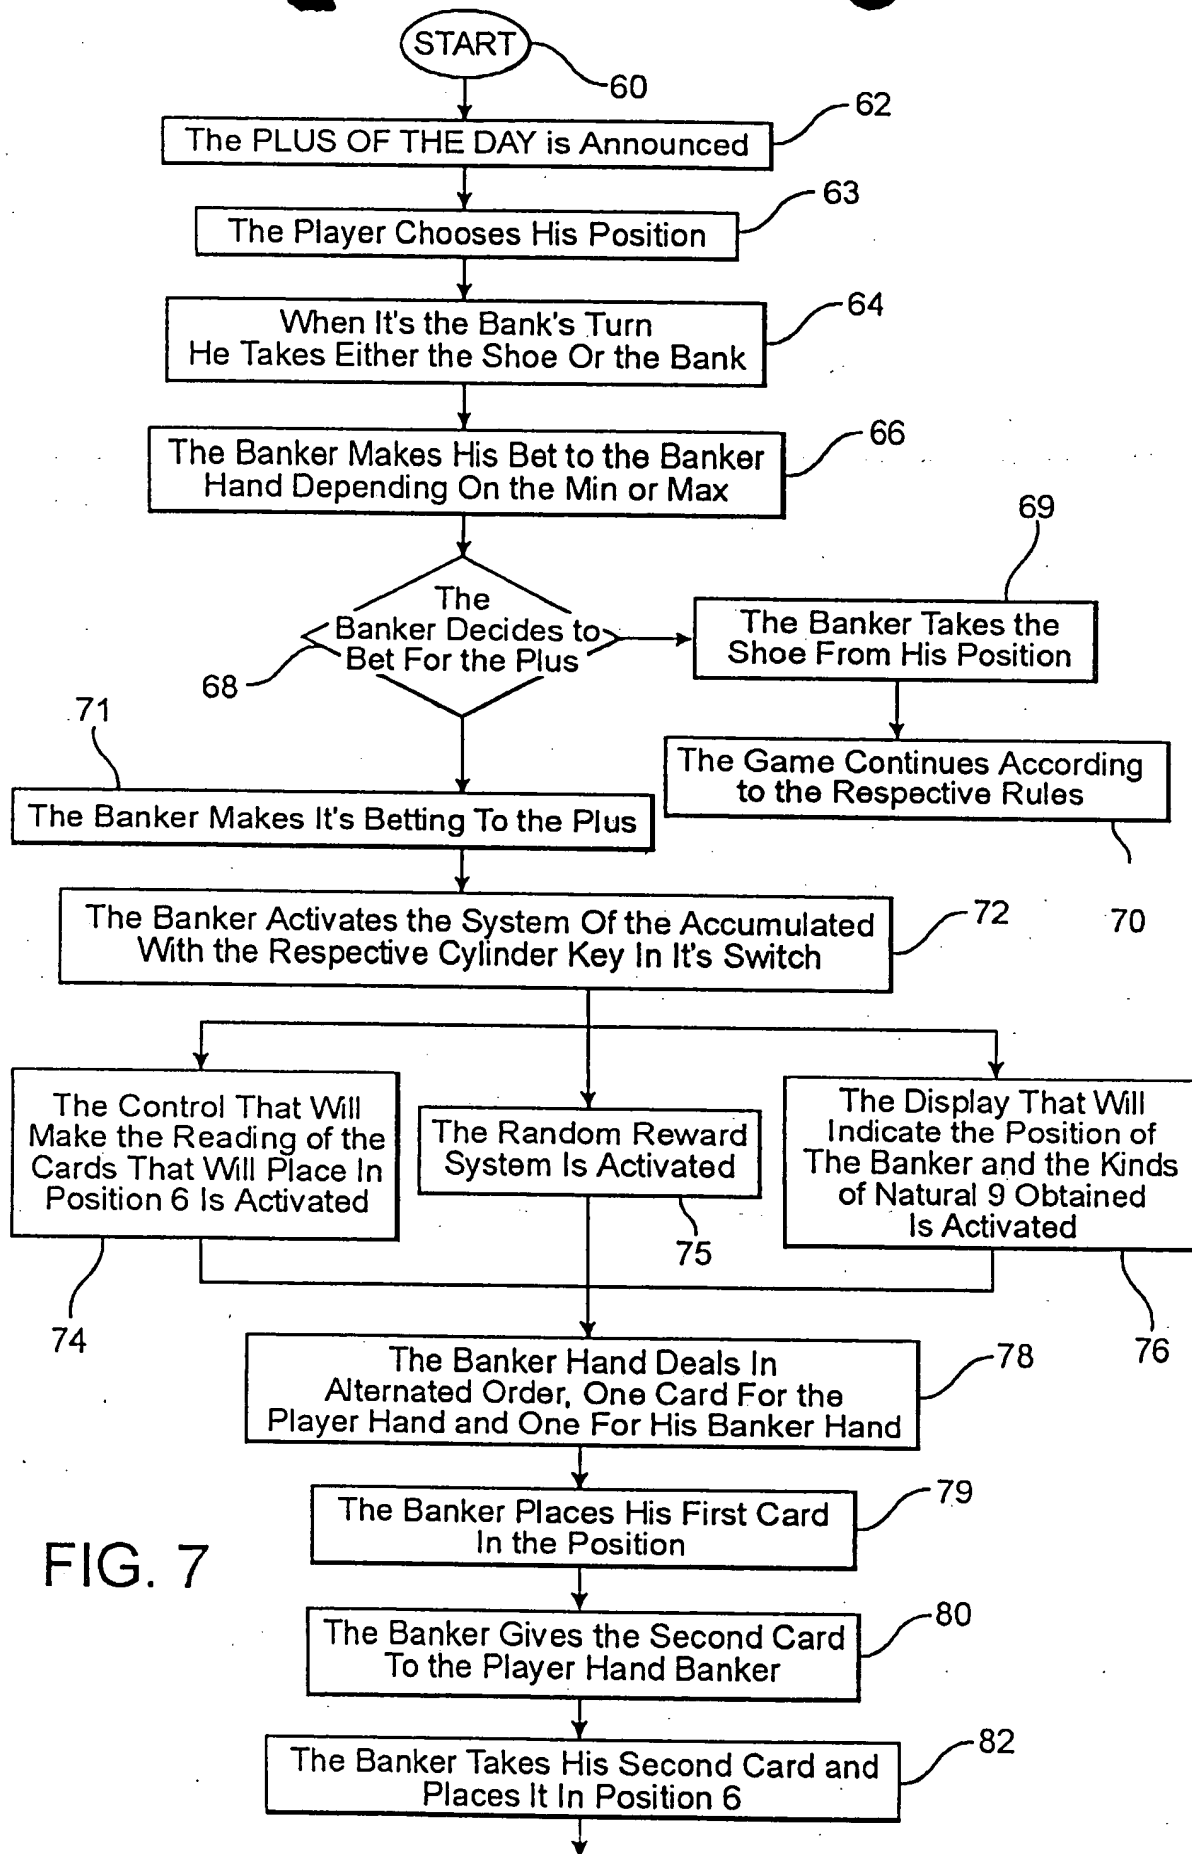 START
60
62
The PLUS OF THE DAY is Announced
63
The Player Chooses His Position
64
When It's the Bank's Turn
He Takes Either the Shoe Or the Bank
66
The Banker Makes His Bet to the Banker
Hand Depending On the Min or Max
69
The
Banker Decides to
Bet For the Plus
68
The Banker Takes the
Shoe From His Position
71
The Game Continues According
to the Respective Rules
70
The Banker Makes It's Betting To the Plus
72
The Banker Activates the System Of the Accumulated
With the Respective Cylinder Key In It's Switch
The Control That Will
Make the Reading of the
Cards That Will Place In
Position 6 Is Activated
74
The Random Reward
System Is Activated
75
The Display That Will
Indicate the Position of
The Banker and the Kinds
of Natural 9 Obtained
Is Activated
76
78
The Banker Hand Deals In
Alternated Order, One Card For the
Player Hand and One For His Banker Hand
79
The Banker Places His First Card
In the Position
FIG. 7
80
The Banker Gives the Second Card
To the Player Hand Banker
82
The Banker Takes His Second Card and
Places It In Position 6